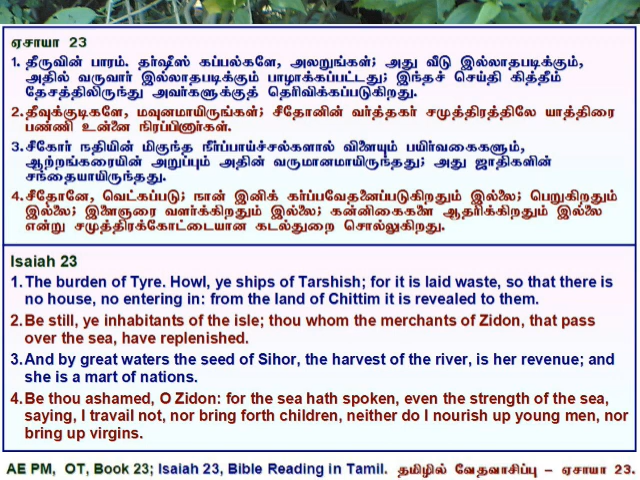 ஏசாயா 23
1. தீருவின் பாரம். தர்ஷீஸ் கப்பல்களே, அலறுங்கள்; அது வீடு இல்லாதபடிக்கும்,
அதில் வருவார் இல்லாதபடிக்கும் பாழாக்கப்பட்டது; இந்தச் செய்தி கித்தீம்
தேசத்திலிருந்து அவர்களுக்குத் தெரிவிக்கப்படுகிறது.
2. தீவுக்குடிகளே, மவுனமாயிருங்கள்; சீதோனின் வர்த்தகர் சமுத்திரத்திலே யாத்திரை
பண்ணி உன்னை நிரப்பினார்கள்.
3. சீகோர் நதியின் மிகுந்த நீர்ப்பாய்ச்சல்களால் விளையும் பயிர்வகைகளும்,
ஆற்றங்கரையின் அறுப்பும் அதின் வருமானமாயிருந்தது; அது ஜாதிகளின்
சந்தையாயிருந்தது.
4. சீதோனே, வெட்கப்படு; நான் இனிக் கர்ப்பவேதனைப்படுகிறதும் இல்லை; பெறுகிறதும்
இல்லை; இளைஞரை வளர்க்கிறதும் இல்லை; கன்னிகைகளை ஆதரிக்கிறதும் இல்லை
என்று சமுத்திரக்கோட்டையான கடல்துறை சொல்லுகிறது.
Isaiah 23
1. The burden of Tyre. Howl, ye ships of Tarshish; for it is laid waste, so that there is
no house, no entering in: from the land of Chittim it is revealed to them.
2. Be still, ye inhabitants of the isle; thou whom the merchants of Zidon, that pass
over the sea, have replenished.
3. And by great waters the seed of Sihor, the harvest of the river, is her revenue; and
she is a mart of nations.
4. Be thou ashamed, O Zidon: for the sea hath spoken, even the strength of the sea,
saying, I travail not, nor bring forth children, neither do I nourish up young men, nor
bring up virgins.
AE PM, OT, Book 23; Isaiah 23, Bible Reading in Tamil. தமிழில் வேதவாசிப்பு – ஏசாயா 23.